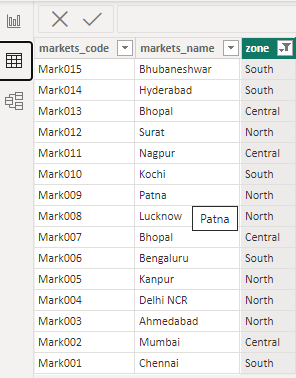 markets_code markets_name zone
Mark015 Bhubaneshwar South
Mark014 Hyderabad South
Mark013 Bhopal Central
Mark012 Surat North
Mark011 Nagpur Central
Mark010 Kochi South
Mark009 Patna North
Mark008 Lucknow North
Patna
Mark007 Bhopal Central
Mark006 Bengaluru South
Mark005 Kanpur North
Mark004 Delhi NCR North
Mark003 Ahmedabad North
Mark002 Mumbai Central
Mark001 Chennai South